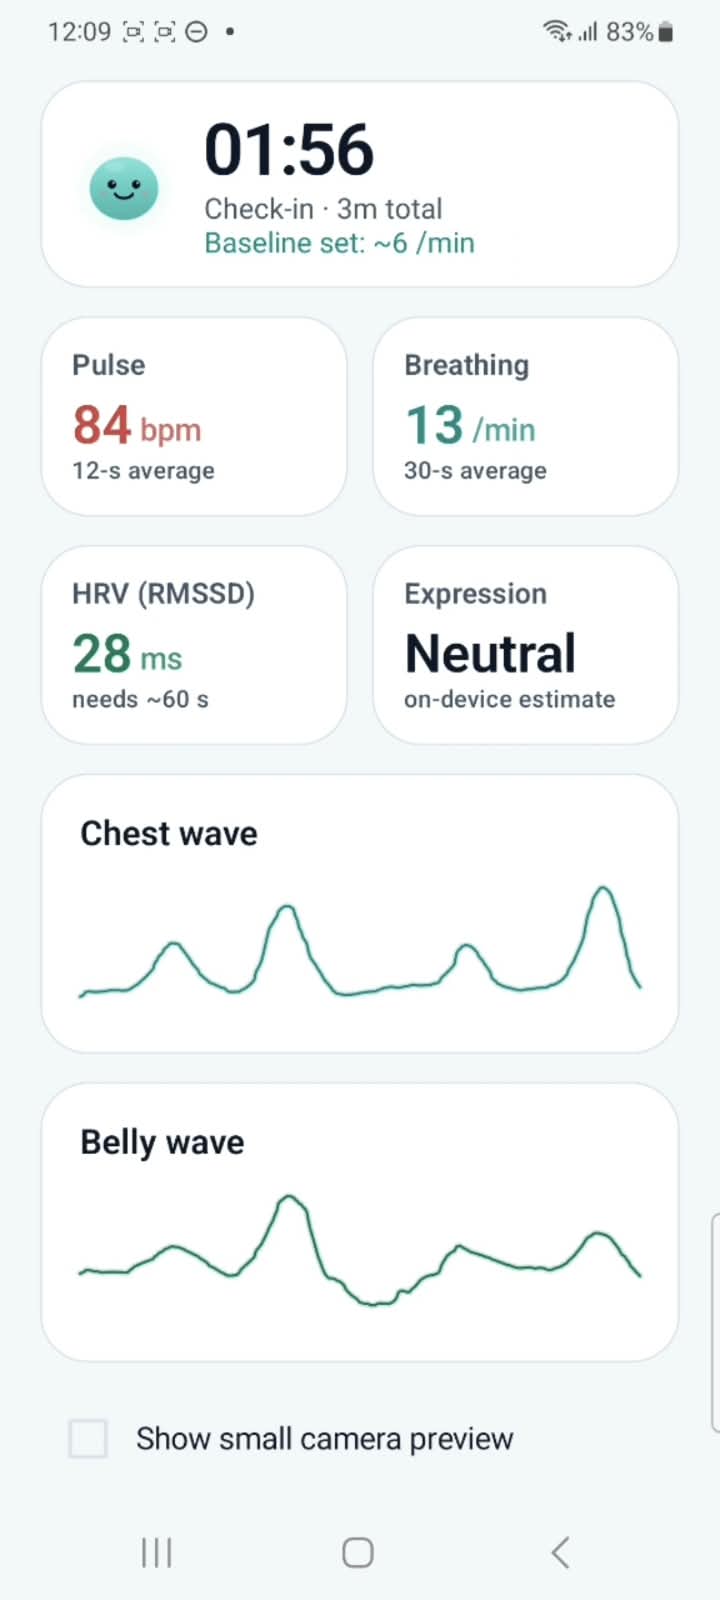 12:09
83%
01:56
Check-in · 3m total
Baseline set: ~6 /min
Pulse
84 bpm
12-s average
Breathing
13 /min
30-s average
HRV (RMSSD)
28 ms
needs ~60 s
Expression
Neutral
on-device estimate
Chest wave
Belly wave
Show small camera preview